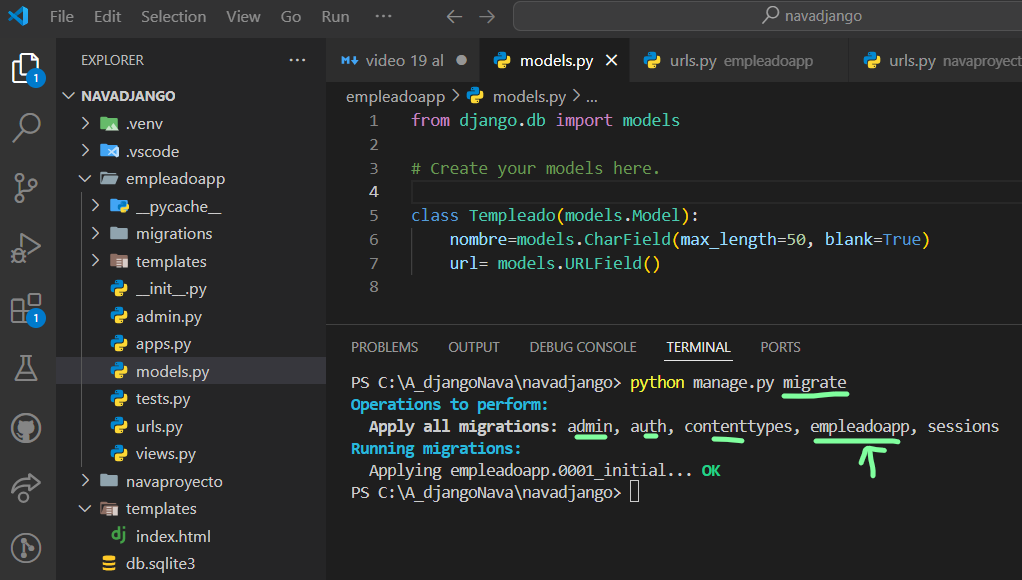 File Edit Selection View Go Run ··· ← → navadjango
EXPLORER ···
NAVADJANGO
.venv
.vscode
empleadoapp
__pycache__
migrations
templates
__init__.py
admin.py
apps.py
models.py
tests.py
urls.py
views.py
navaproyecto
templates
dj index.html
db.sqlite3
1
1
video 19 al ● models.py × urls.py empleadoapp urls.py navaproyect
empleadoapp > models.py > ...
1 from django.db import models
2
3 # Create your models here.
4
5 class Templeado(models.Model):
6 nombre=models.CharField(max_length=50, blank=True)
7 url= models.URLField()
8
PROBLEMS OUTPUT DEBUG CONSOLE TERMINAL PORTS
PS C:\A_djangoNava\navadjango> python manage.py migrate
Operations to perform:
Apply all migrations: admin, auth, contenttypes, empleadoapp, sessions
Running migrations:
Applying empleadoapp.0001_initial... OK
PS C:\A_djangoNava\navadjango>